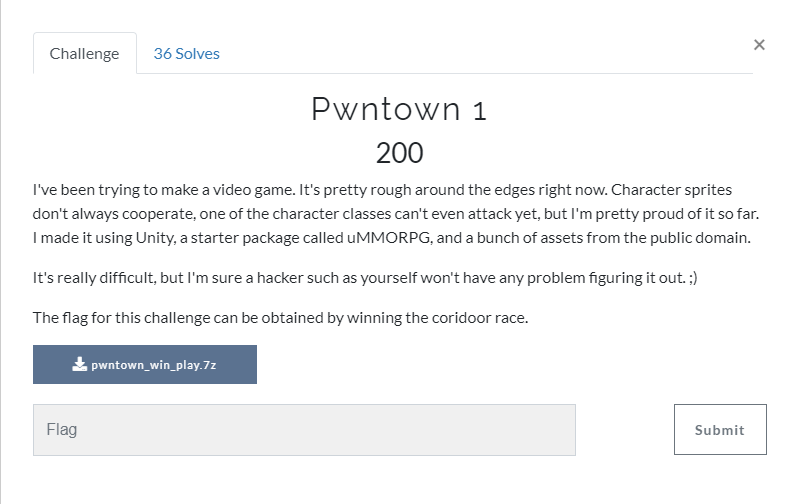 Challenge
36 Solves
×
Pwntown 1
200
I've been trying to make a video game. It's pretty rough around the edges right now. Character sprites
don't always cooperate, one of the character classes can't even attack yet, but I'm pretty proud of it so far.
I made it using Unity, a starter package called uMMORPG, and a bunch of assets from the public domain.
It's really difficult, but I'm sure a hacker such as yourself won't have any problem figuring it out. ;)
The flag for this challenge can be obtained by winning the coridoor race.
pwntown_win_play.7z
Flag
Submit